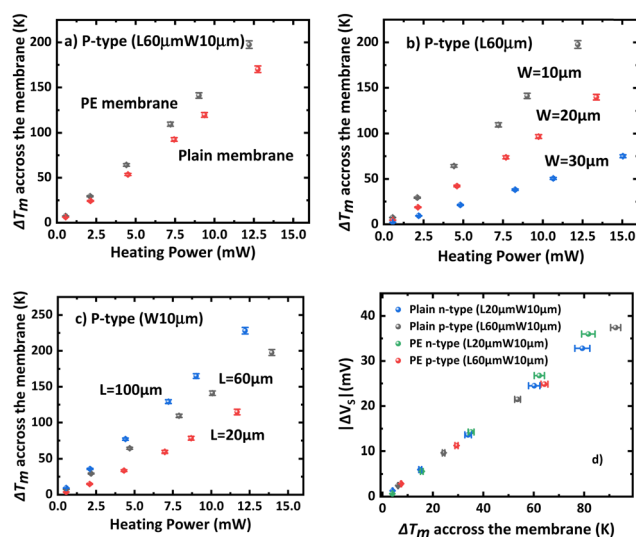 a) P-type (L60μmW10μm)
PE membrane
Plain membrane
ΔTm accross the membrane (K)
200
150
100
50
0
0.0 2.5 5.0 7.5 10.0 12.5 15.0
Heating Power (mW)
b) P-type (L60μm)
W=10μm
W=20μm
W=30μm
ΔTm accross the membrane (K)
200
150
100
50
0
0.0 2.5 5.0 7.5 10.0 12.5 15.0
Heating Power (mW)
c) P-type (W10μm)
L=100μm
L=60μm
L=20μm
ΔTm accross the membrane (K)
300
250
200
150
100
50
0
0.0 2.5 5.0 7.5 10.0 12.5 15.0
Heating Power (mW)
Plain n-type (L20μmW10μm)
Plain p-type (L60μmW10μm)
PE n-type (L20μmW10μm)
PE p-type (L60μmW10μm)
d)
|ΔVs| (mV)
40
30
20
10
0
0 20 40 60 80
ΔTm accross the membrane (K)